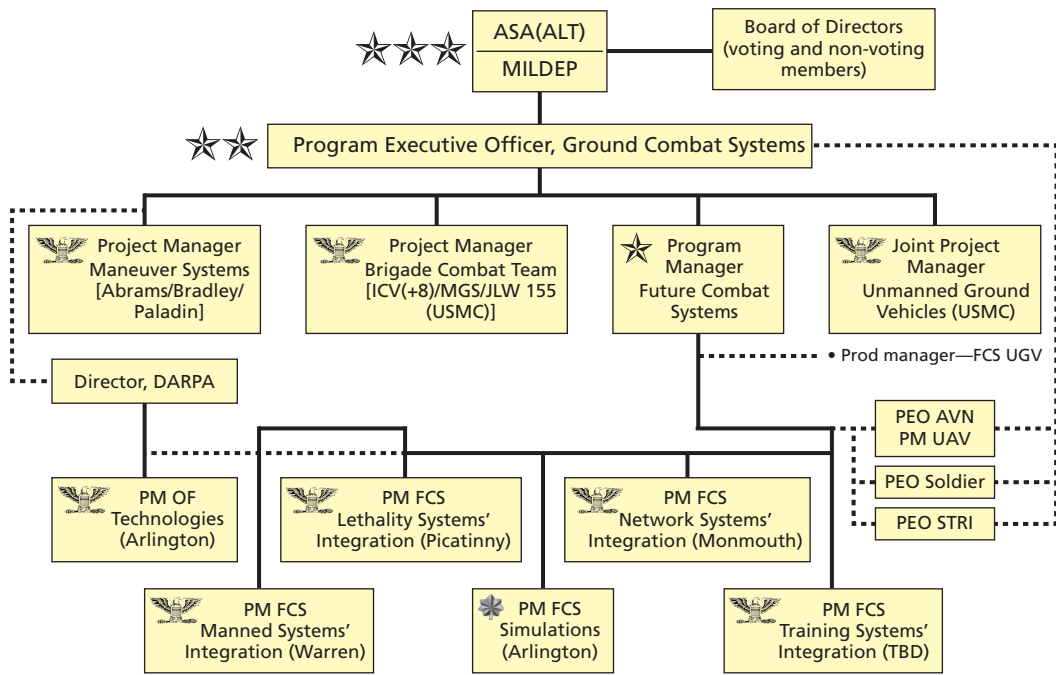 ASA(ALT)
MILDEP
Board of Directors
(voting and non-voting
members)
Program Executive Officer, Ground Combat Systems
Project Manager
Maneuver Systems
[Abrams/Bradley/
Paladin]
Project Manager
Brigade Combat Team
[ICV(+8)/MGS/JLW 155
(USMC)]
Program
Manager
Future Combat
Systems
Joint Project
Manager
Unmanned Ground
Vehicles (USMC)
• Prod manager—FCS UGV
Director, DARPA
PEO AVN
PM UAV
PEO Soldier
PEO STRI
PM OF
Technologies
(Arlington)
PM FCS
Lethality Systems’
Integration (Picatinny)
PM FCS
Network Systems’
Integration (Monmouth)
PM FCS
Manned Systems’
Integration (Warren)
PM FCS
Simulations
(Arlington)
PM FCS
Training Systems’
Integration (TBD)